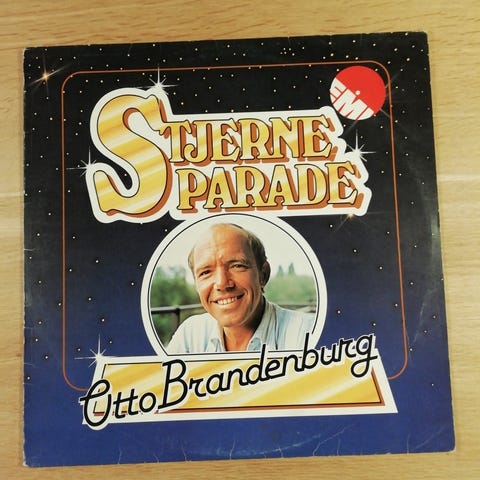 EMI
STJERNE
PARADE
Otto Brandenburg